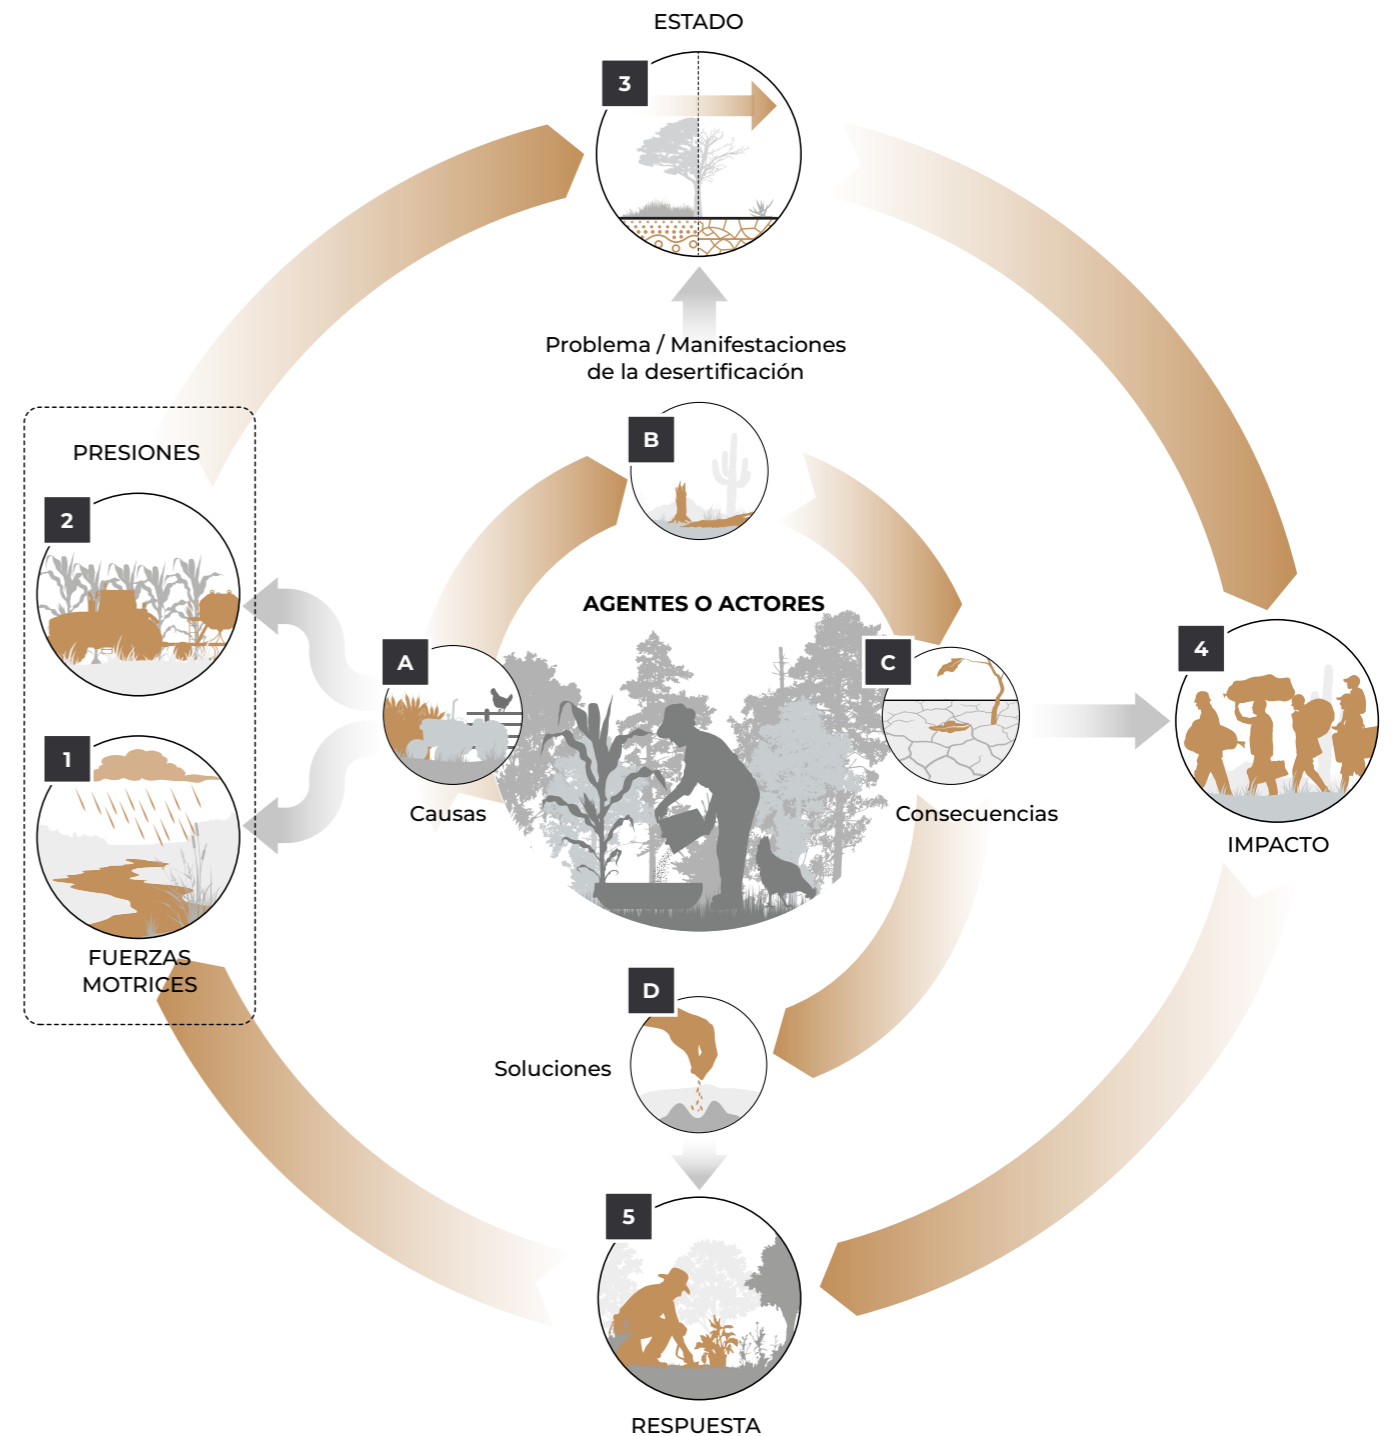 ESTADO
3
Problema / Manifestaciones
de la desertificación
B
PRESIONES
2
1
FUERZAS
MOTRICES
A
Causas
AGENTES O ACTORES
C
Consecuencias
4
IMPACTO
D
Soluciones
5
RESPUESTA